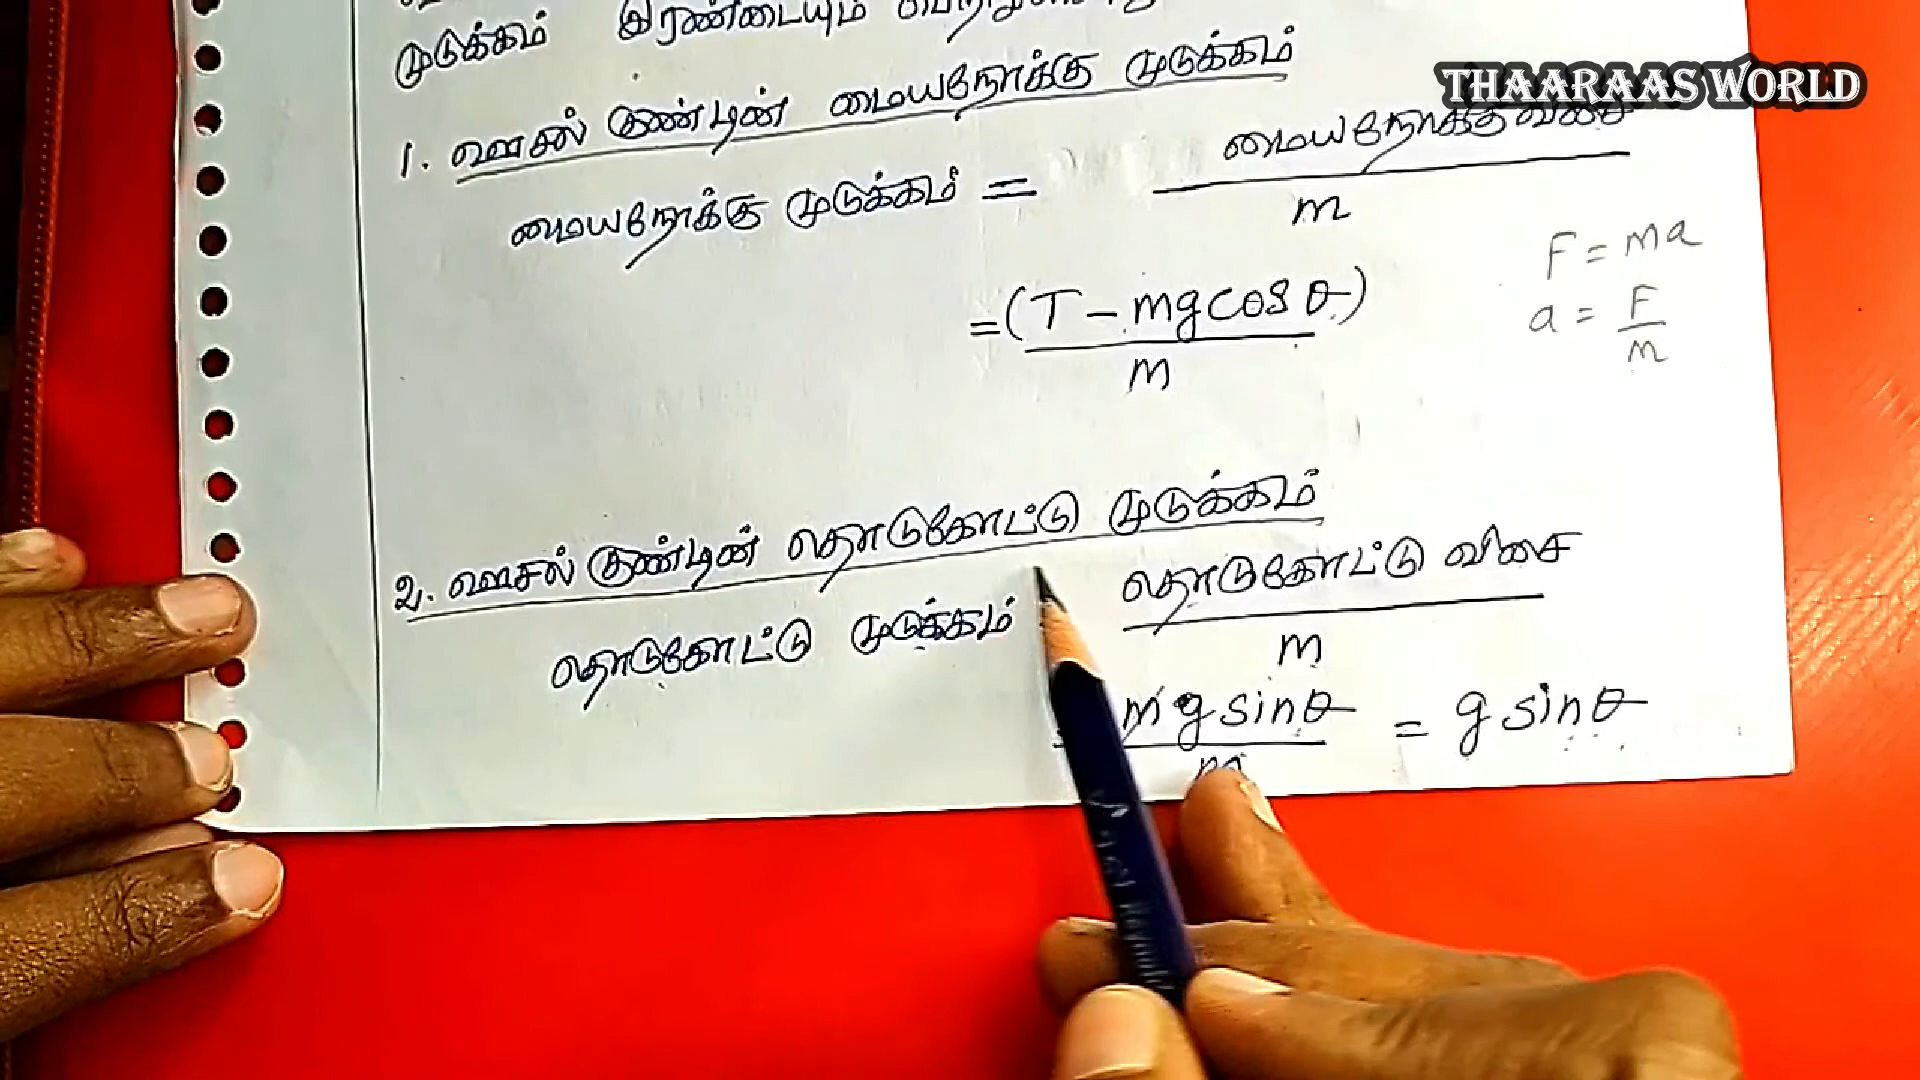 முடுக்கம் இரண்டையும்
THAARAAS WORLD
1. ஊசல் குண்டின் மையநோக்கு முடுக்கம்
மையநோக்கு முடுக்கம் = மையநோக்கு விசை
m
F = ma
= (T - mg cos θ)
m
a = F
m
2. ஊசல் குண்டின் தொடுகோட்டு முடுக்கம்
தொடுகோட்டு முடுக்கம் தொடுகோட்டு விசை
m
mg sin θ = g sin θ
m